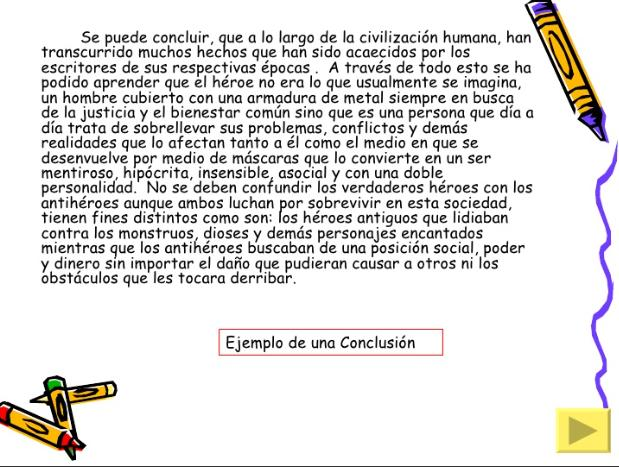 Se puede concluir, que a lo largo de la civilización humana, han
transcurrido muchos hechos que han sido acaecidos por los
escritores de sus respectivas épocas .  A través de todo esto se ha
podido aprender que el héroe no era lo que usualmente se imagina,
un hombre cubierto con una armadura de metal siempre en busca
de la justicia y el bienestar común sino que es una persona que día a
día trata de sobrellevar sus problemas, conflictos y demás
realidades que lo afectan tanto a él como el medio en que se
desenvuelve por medio de máscaras que lo convierte en un ser
mentiroso, hipócrita, insensible, asocial y con una doble
personalidad.  No se deben confundir los verdaderos héroes con los
antihéroes aunque ambos luchan por sobrevivir en esta sociedad,
tienen fines distintos como son: los héroes antiguos que lidiaban
contra los monstruos, dioses y demás personajes encantados
mientras que los antihéroes buscaban de una posición social, poder
y dinero sin importar el daño que pudieran causar a otros ni los
obstáculos que les tocara derribar.
Ejemplo de una Conclusión